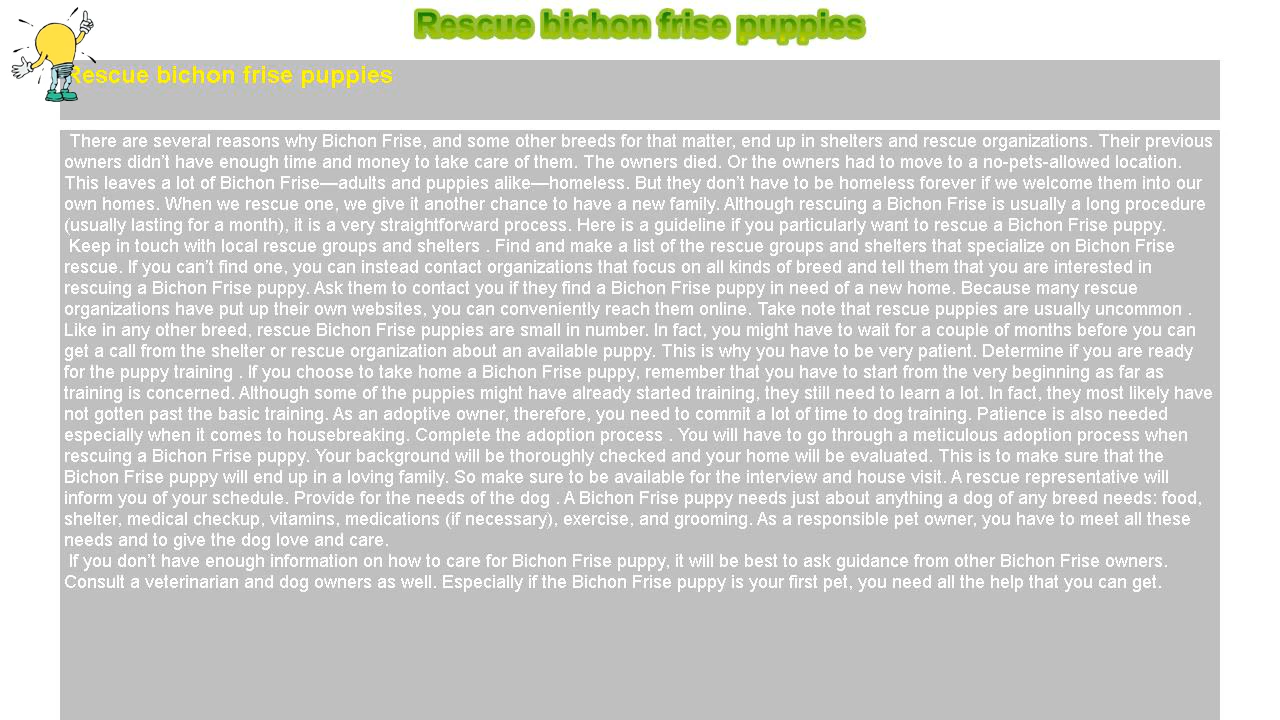 Rescue bichon frise puppies
Rescue bichon frise puppies
There are several reasons why Bichon Frise, and some other breeds for that matter, end up in shelters and rescue organizations. Their previous
owners didn’t have enough time and money to take care of them. The owners died. Or the owners had to move to a no-pets-allowed location.
This leaves a lot of Bichon Frise—adults and puppies alike—homeless. But they don’t have to be homeless forever if we welcome them into our
own homes. When we rescue one, we give it another chance to have a new family. Although rescuing a Bichon Frise is usually a long procedure
(usually lasting for a month), it is a very straightforward process. Here is a guideline if you particularly want to rescue a Bichon Frise puppy.
Keep in touch with local rescue groups and shelters . Find and make a list of the rescue groups and shelters that specialize on Bichon Frise
rescue. If you can’t find one, you can instead contact organizations that focus on all kinds of breed and tell them that you are interested in
rescuing a Bichon Frise puppy. Ask them to contact you if they find a Bichon Frise puppy in need of a new home. Because many rescue
organizations have put up their own websites, you can conveniently reach them online. Take note that rescue puppies are usually uncommon .
Like in any other breed, rescue Bichon Frise puppies are small in number. In fact, you might have to wait for a couple of months before you can
get a call from the shelter or rescue organization about an available puppy. This is why you have to be very patient. Determine if you are ready
for the puppy training . If you choose to take home a Bichon Frise puppy, remember that you have to start from the very beginning as far as
training is concerned. Although some of the puppies might have already started training, they still need to learn a lot. In fact, they most likely have
not gotten past the basic training. As an adoptive owner, therefore, you need to commit a lot of time to dog training. Patience is also needed
especially when it comes to housebreaking. Complete the adoption process . You will have to go through a meticulous adoption process when
rescuing a Bichon Frise puppy. Your background will be thoroughly checked and your home will be evaluated. This is to make sure that the
Bichon Frise puppy will end up in a loving family. So make sure to be available for the interview and house visit. A rescue representative will
inform you of your schedule. Provide for the needs of the dog . A Bichon Frise puppy needs just about anything a dog of any breed needs: food,
shelter, medical checkup, vitamins, medications (if necessary), exercise, and grooming. As a responsible pet owner, you have to meet all these
needs and to give the dog love and care.
If you don’t have enough information on how to care for Bichon Frise puppy, it will be best to ask guidance from other Bichon Frise owners.
Consult a veterinarian and dog owners as well. Especially if the Bichon Frise puppy is your first pet, you need all the help that you can get.